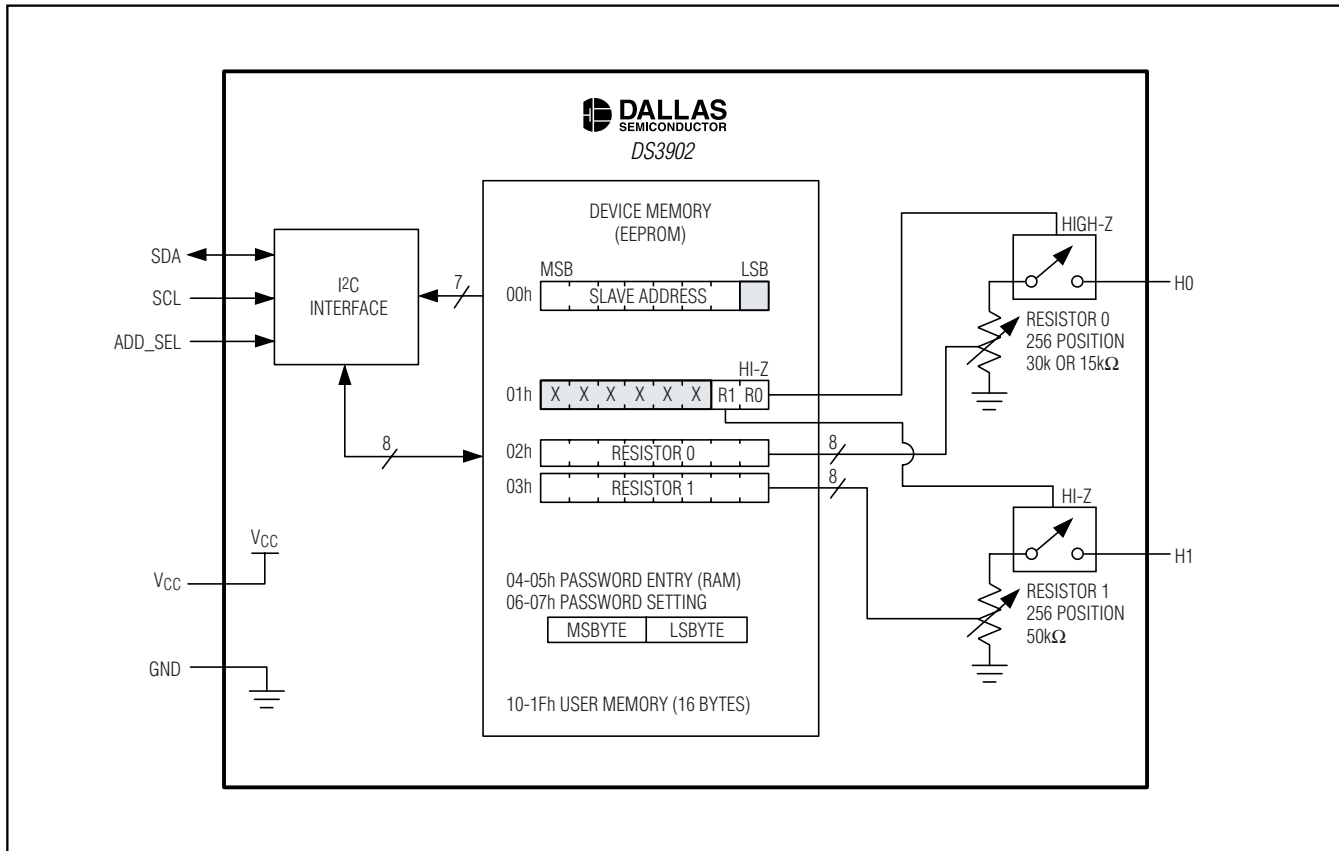 DALLAS
SEMICONDUCTOR
DS3902
SDA
SCL
ADD_SEL
I2C
INTERFACE
7
8
VCC
VCC
GND
DEVICE MEMORY
(EEPROM)
MSB LSB
00h SLAVE ADDRESS
HI-Z
01h X X X X X X R1 R0
02h RESISTOR 0
03h RESISTOR 1
04-05h PASSWORD ENTRY (RAM)
06-07h PASSWORD SETTING
MSBYTE LSBYTE
10-1Fh USER MEMORY (16 BYTES)
8
8
HIGH-Z
H0
RESISTOR 0
256 POSITION
30k OR 15kΩ
HI-Z
H1
RESISTOR 1
256 POSITION
50kΩ